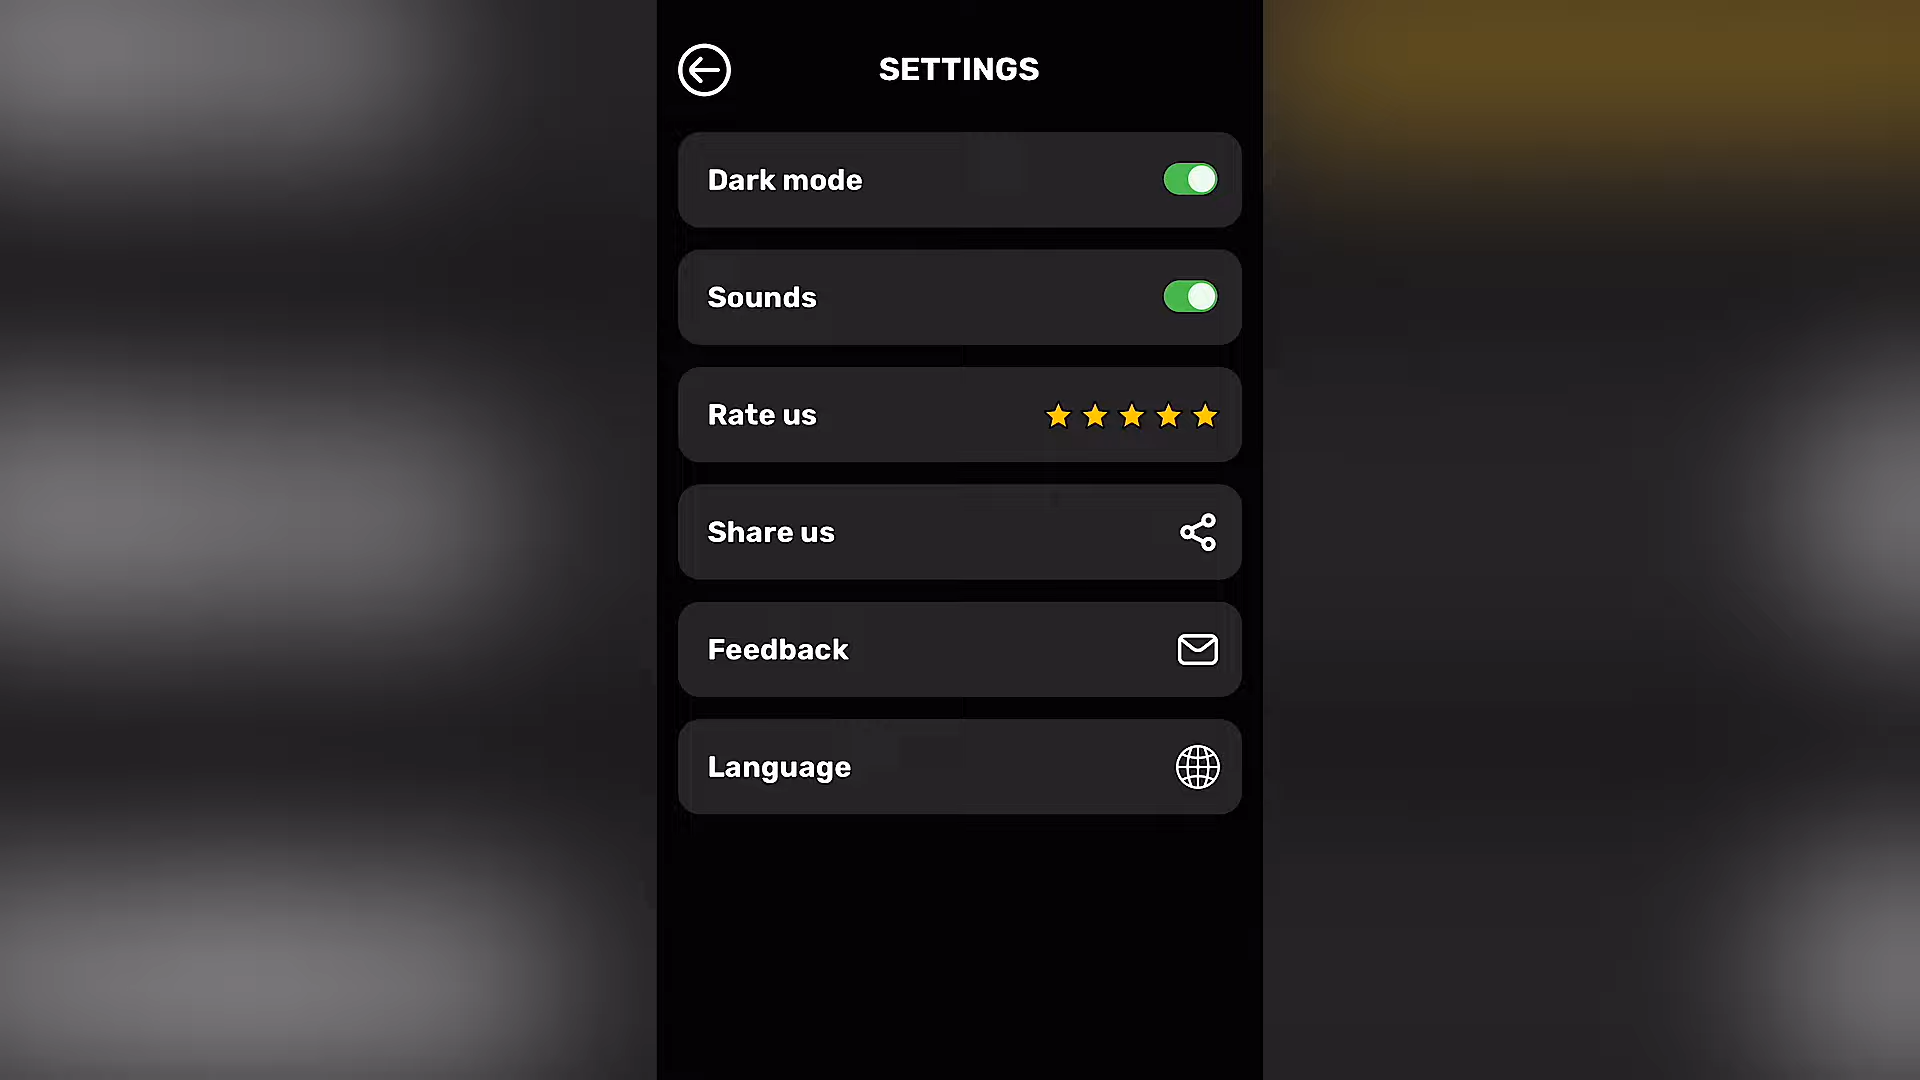 SETTINGS
Dark mode
Sounds
Rate us
Share us
Feedback
Language